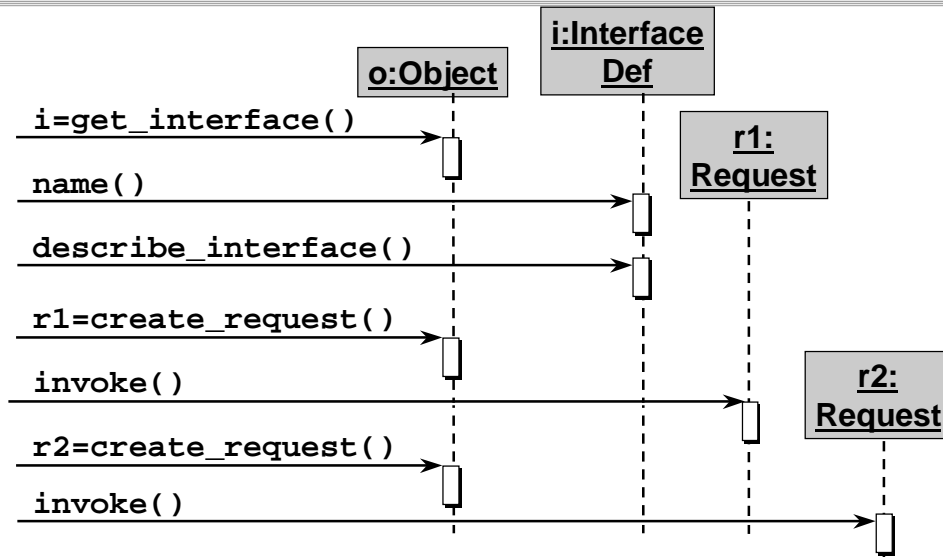 i:Interface
Def
o:Object
i=get_interface()
r1:
Request
name()
describe_interface()
r1=create_request()
invoke()
r2:
Request
r2=create_request()
invoke()